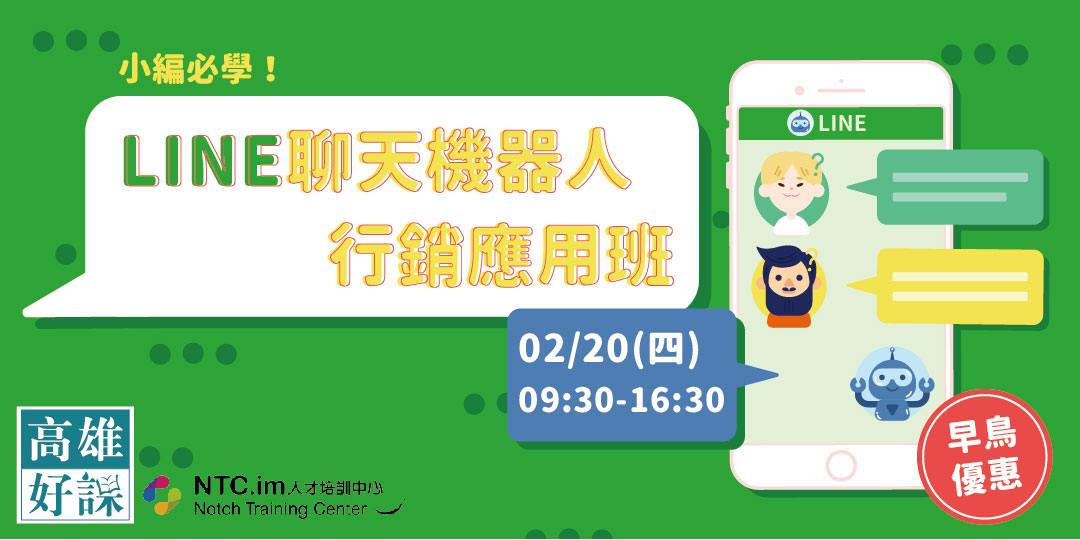 小編必學！
LINE聊天機器人
行銷應用班
LINE
?
?
02/20(四)
09:30-16:30
早鳥
優惠
高雄
好課
NTC.im人才培訓中心
Notch Training Center